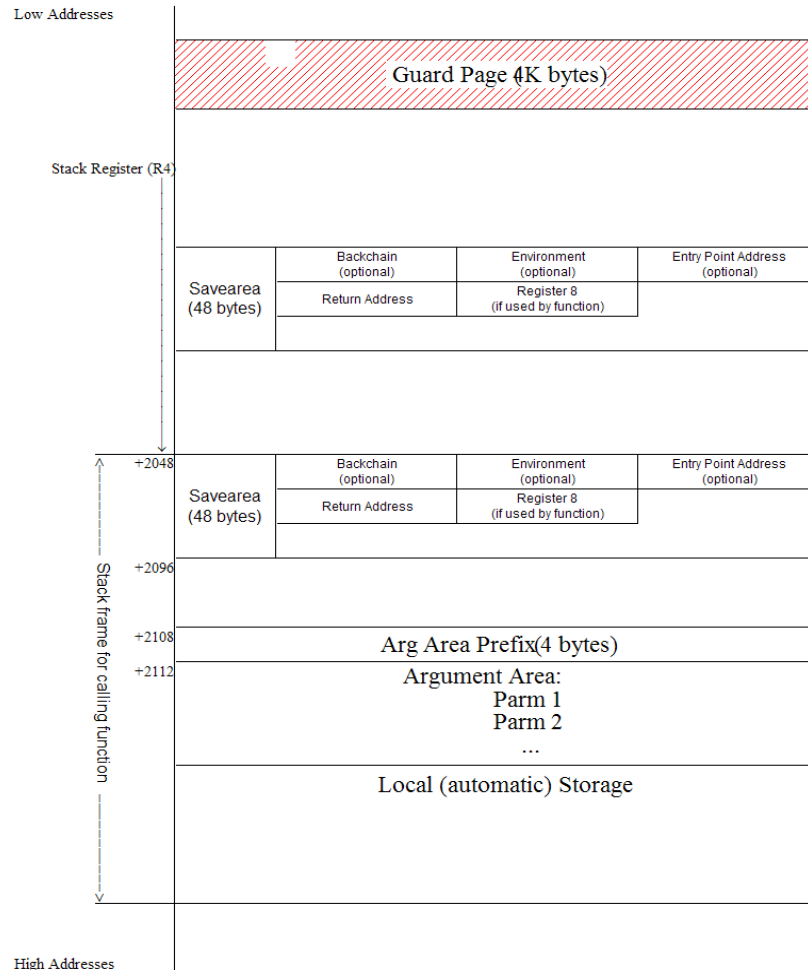 Low Addresses
Guard Page (4K bytes)
Stack Register (R4)
Savearea
(48 bytes)
Backchain
(optional)
Environment
(optional)
Entry Point Address
(optional)
Return Address
Register 8
(if used by function)
+2048
Savearea
(48 bytes)
Backchain
(optional)
Environment
(optional)
Entry Point Address
(optional)
Return Address
Register 8
(if used by function)
Stack frame for calling function
+2096
+2108
Arg Area Prefix(4 bytes)
+2112
Argument Area:
Parm 1
Parm 2
...
Local (automatic) Storage
High Addresses